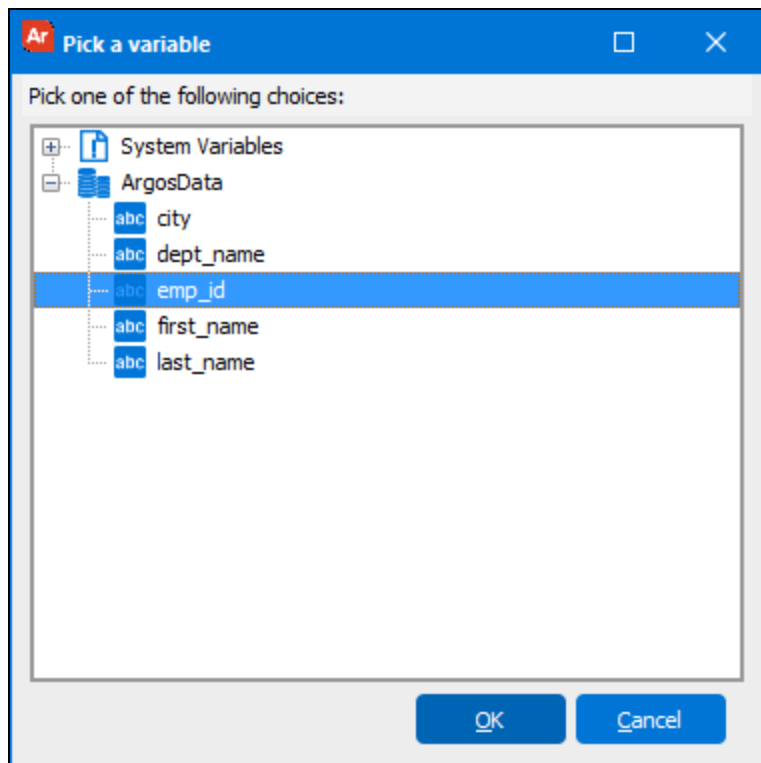 Ar Pick a variable
Pick one of the following choices:
System Variables
ArgosData
abc city
abc dept_name
abc emp_id
abc first_name
abc last_name
OK Cancel